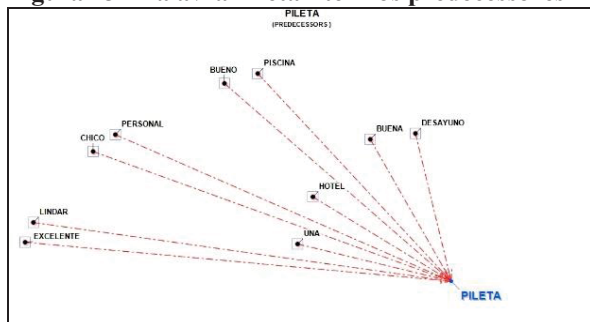 PILETA
(PREDECESSORS)
PISCINA
BUENO
PERSONAL
DESAYUNO
BUENA
CHICO
HOTEL
LINDAR
EXCELENTE
UNA
PILETA